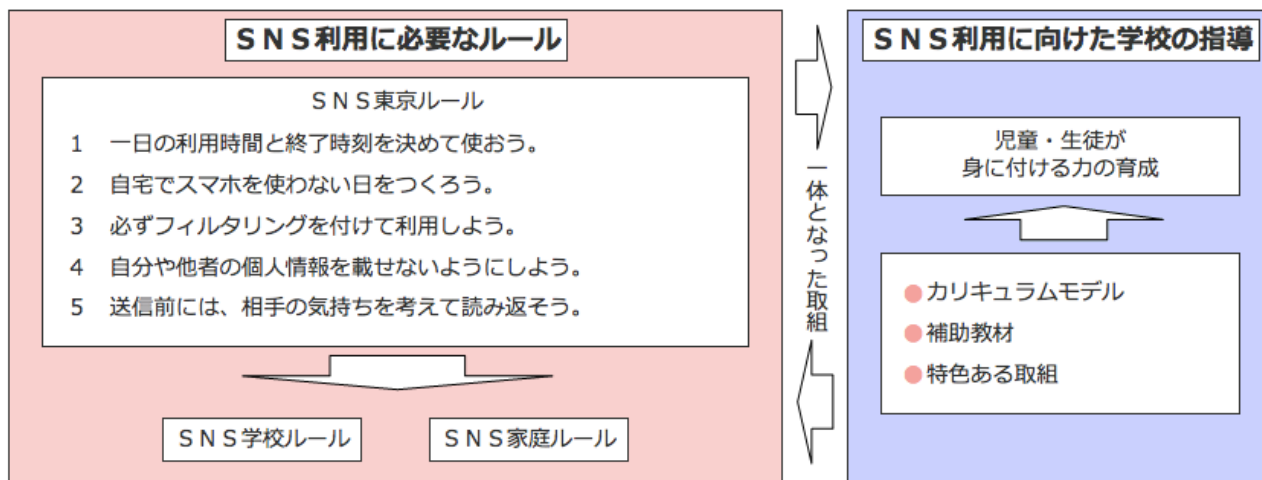 ＳＮＳ利用に必要なルール
ＳＮＳ東京ルール
1 一日の利用時間と終了時刻を決めて使おう。
2 自宅でスマホを使わない日をつくろう。
3 必ずフィルタリングを付けて利用しよう。
4 自分や他者の個人情報を載せないようにしよう。
5 送信前には、相手の気持ちを考えて読み返そう。
ＳＮＳ学校ルール
ＳＮＳ家庭ルール
一体となった取組
ＳＮＳ利用に向けた学校の指導
児童・生徒が
身に付ける力の育成
●カリキュラムモデル
●補助教材
●特色ある取組